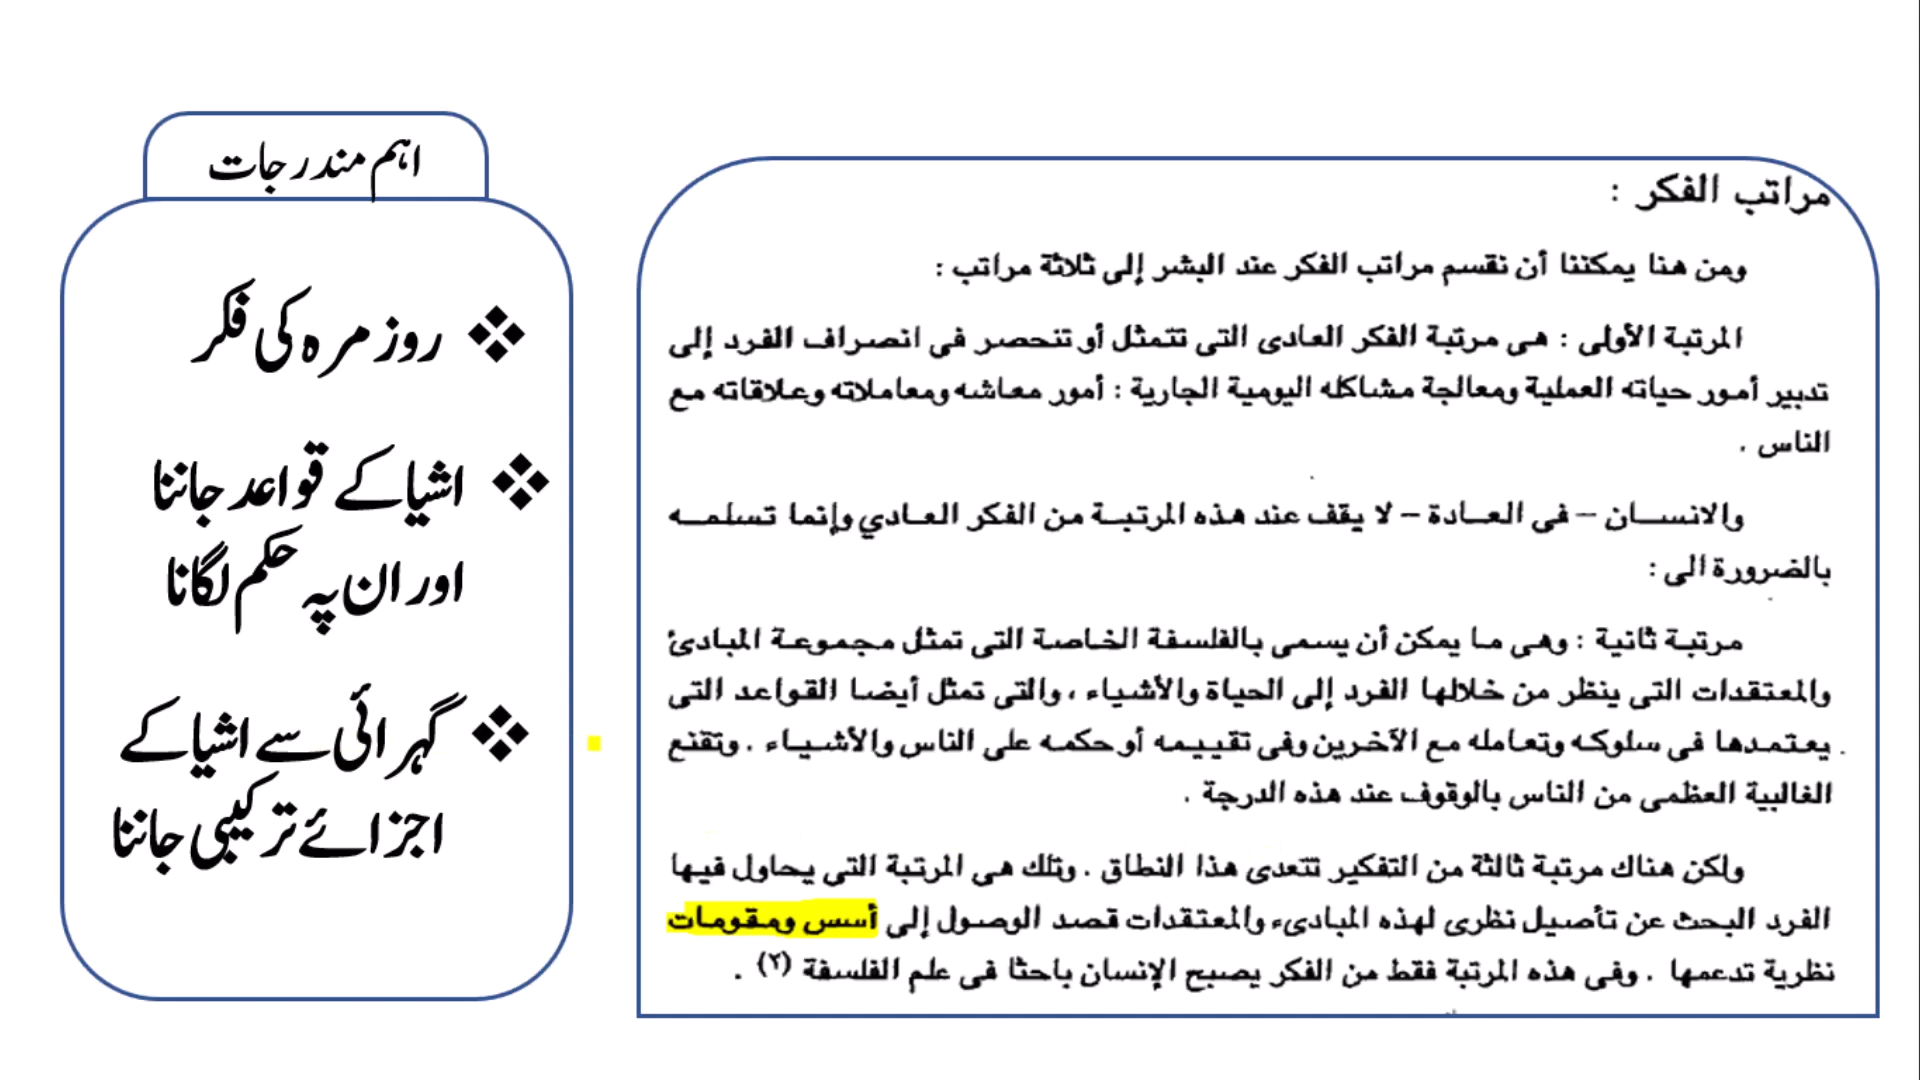 اہم مندرجات
❖ روز مرہ کی فکر
❖ اشیا کے قواعد جاننا
اور ان پہ حکم لگانا
❖ گہرائی سے اشیا کے
اجزائے ترکیبی جاننا
مراتب الفكر :
ومن هنا يمكننا أن نقسم مراتب الفكر عند البشر إلى ثلاثة مراتب :
المرتبة الأولى : هى مرتبة الفكر العادى التى تتمثل أو تنحصر فى انصراف الفرد إلى
تدبير أمور حياته العملية ومعالجة مشاكله اليومية الجارية : أمور معاشه ومعاملاته وعلاقاته مع
الناس .
والانسان – فى العادة – لا يقف عند هذه المرتبة من الفكر العادي وإنما تسلمه
بالضرورة الى :
مرتبة ثانية : وهى ما يمكن أن يسمى بالفلسفة الخاصة التى تمثل مجموعة المبادئ
والمعتقدات التى ينظر من خلالها الفرد إلى الحياة والأشياء ، والتى تمثل أيضا القواعد التى
يعتمدها فى سلوكه وتعامله مع الآخرين وفى تقييمه أو حكمه على الناس والأشياء . وتقنع
الغالبية العظمى من الناس بالوقوف عند هذه الدرجة .
ولكن هناك مرتبة ثالثة من التفكير تتعدى هذا النطاق . وتلك هى المرتبة التى يحاول فيها
الفرد البحث عن تأصيل نظرى لهذه المبادىء والمعتقدات قصد الوصول إلى أسس ومقومات
نظرية تدعمها . وفى هذه المرتبة فقط من الفكر يصبح الإنسان باحثا فى علم الفلسفة (٢) .